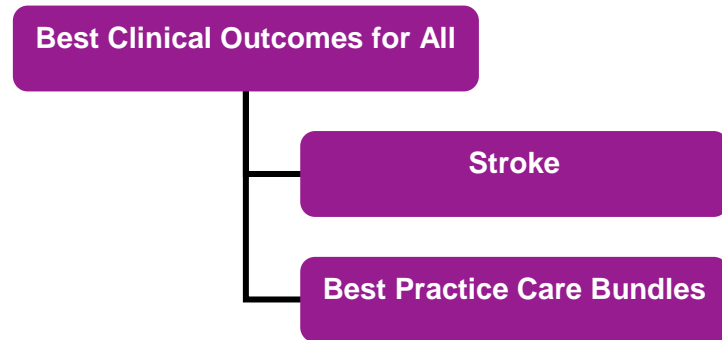 Best Clinical Outcomes for All
Stroke
Best Practice Care Bundles